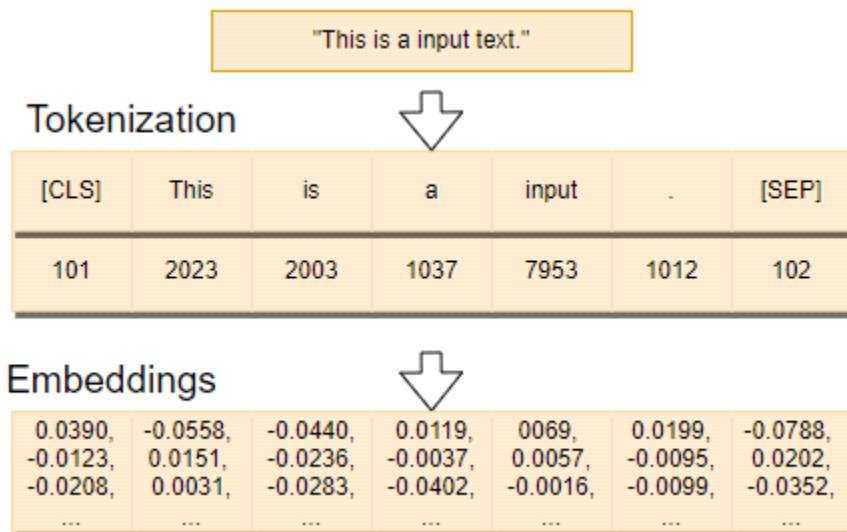 "This is a input text."
Tokenization
[CLS] This is a input . [SEP]
101 2023 2003 1037 7953 1012 102
Embeddings
0.0390, -0.0558, -0.0440, 0.0119, 0069, 0.0199, -0.0788,
-0.0123, 0.0151, -0.0236, -0.0037, 0.0057, -0.0095, 0.0202,
-0.0208, 0.0031, -0.0283, -0.0402, -0.0016, -0.0099, -0.0352,
... ... ... ... ... ... ...